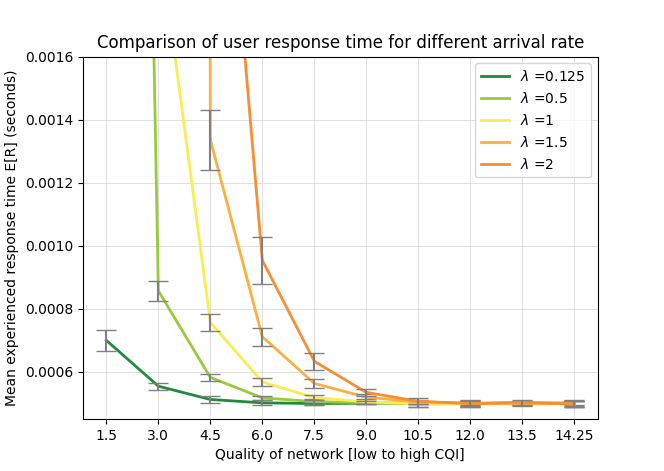 Comparison of user response time for different arrival rate
Mean experienced response time E[R] (seconds)
0.0016
0.0014
0.0012
0.0010
0.0008
0.0006
λ =0.125
λ =0.5
λ =1
λ =1.5
λ =2
1.5 3.0 4.5 6.0 7.5 9.0 10.5 12.0 13.5 14.25
Quality of network [low to high CQI]